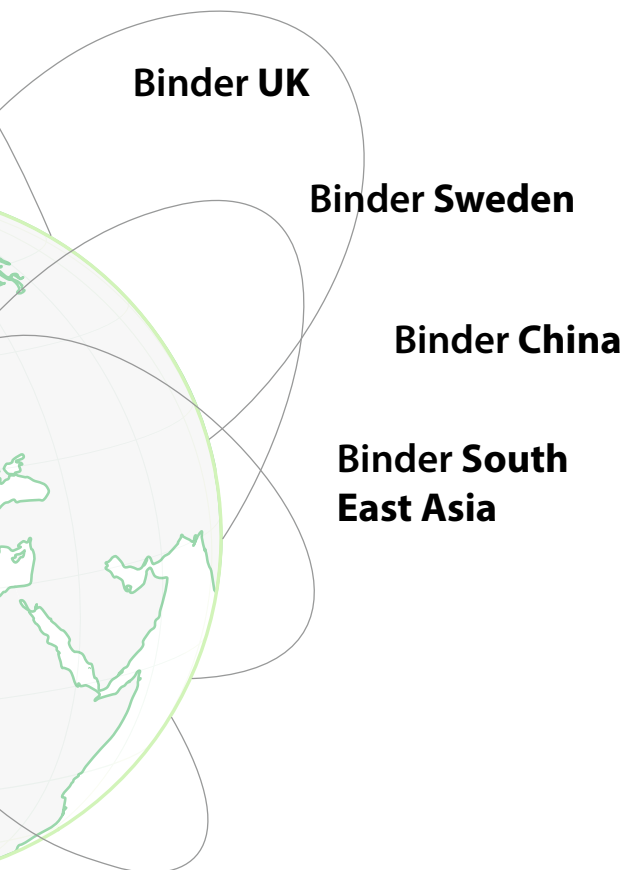 Binder UK
Binder Sweden
Binder China
Binder South
East Asia